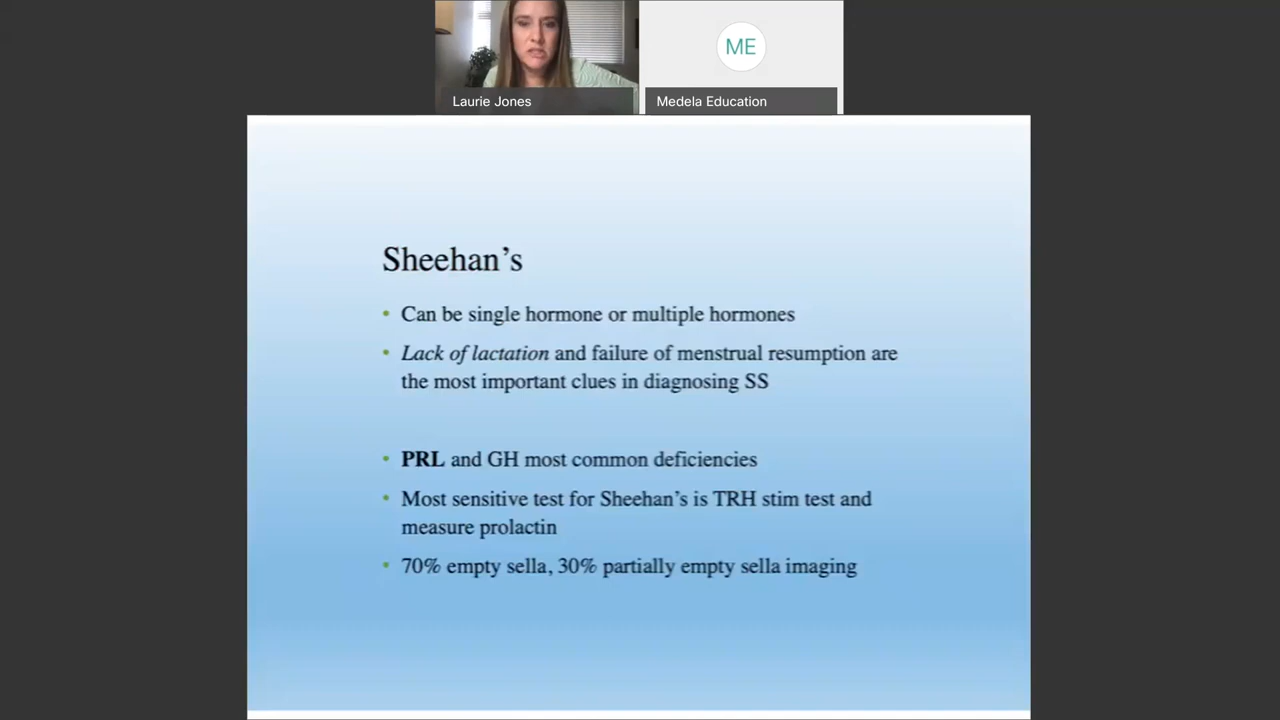 ME
Laurie Jones
Medela Education
Sheehan’s
• Can be single hormone or multiple hormones
• Lack of lactation and failure of menstrual resumption are
the most important clues in diagnosing SS
• PRL and GH most common deficiencies
• Most sensitive test for Sheehan’s is TRH stim test and
measure prolactin
• 70% empty sella, 30% partially empty sella imaging